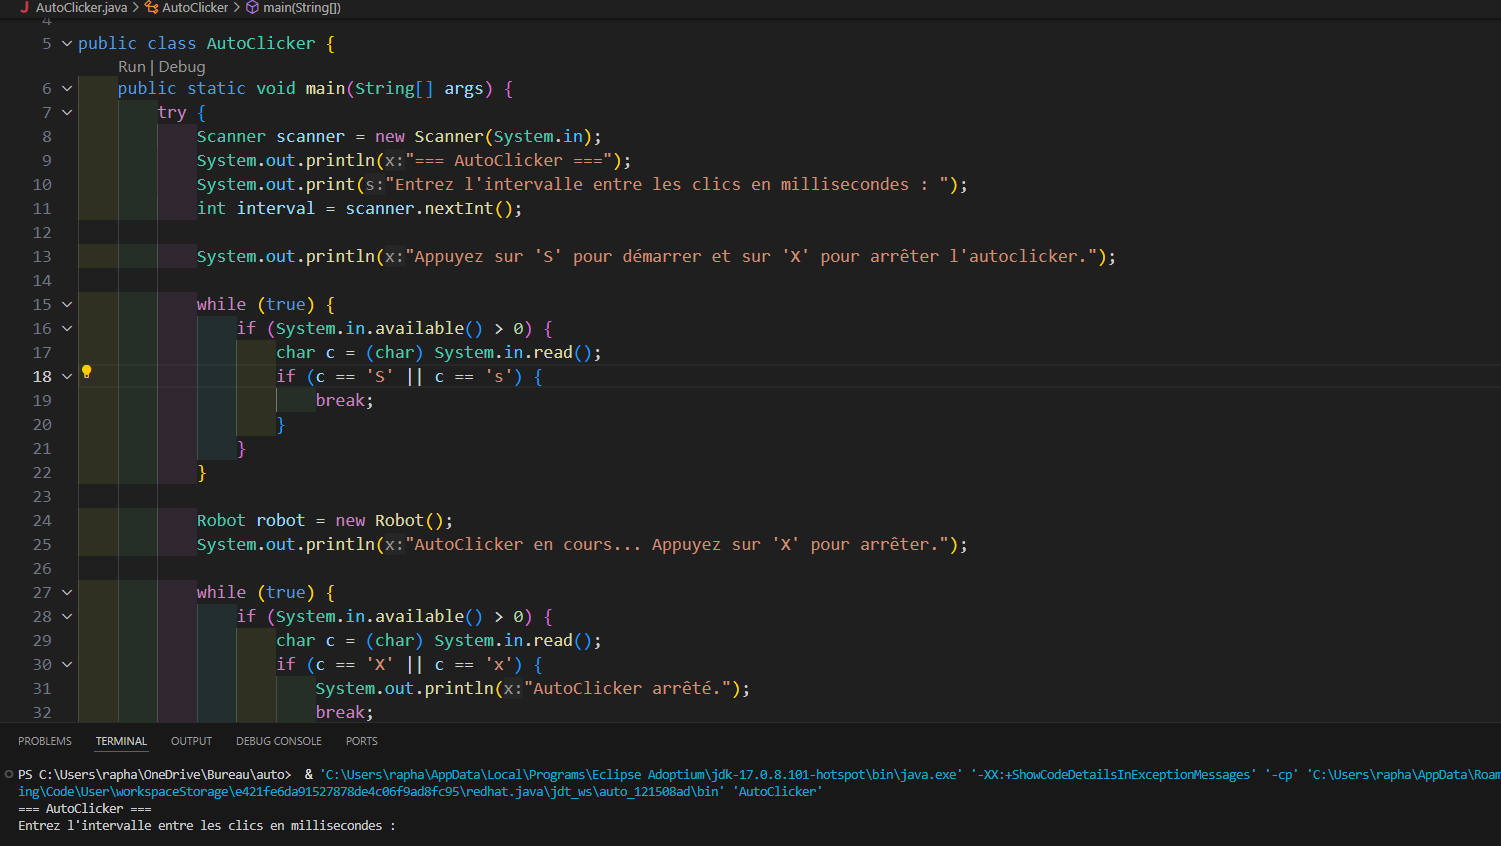 AutoClicker.java > AutoClicker > main(String[])
4
5 public class AutoClicker {
Run | Debug
6 public static void main(String[] args) {
7 try {
8 Scanner scanner = new Scanner(System.in);
9 System.out.println(x:"=== AutoClicker ===");
10 System.out.print(s:"Entrez l'intervalle entre les clics en millisecondes : ");
11 int interval = scanner.nextInt();
12
13 System.out.println(x:"Appuyez sur 'S' pour démarrer et sur 'X' pour arrêter l'autoclicker.");
14
15 while (true) {
16 if (System.in.available() > 0) {
17 char c = (char) System.in.read();
18 if (c == 'S' || c == 's') {
19 break;
20 }
21 }
22 }
23
24 Robot robot = new Robot();
25 System.out.println(x:"AutoClicker en cours... Appuyez sur 'X' pour arrêter.");
26
27 while (true) {
28 if (System.in.available() > 0) {
29 char c = (char) System.in.read();
30 if (c == 'X' || c == 'x') {
31 System.out.println(x:"AutoClicker arrêté.");
32 break;
PROBLEMS TERMINAL OUTPUT DEBUG CONSOLE PORTS
PS C:\Users\rapha\OneDrive\Bureau\auto> & 'C:\Users\rapha\AppData\Local\Programs\Eclipse Adoptium\jdk-17.0.8.101-hotspot\bin\java.exe' '-XX:+ShowCodeDetailsInExceptionMessages' '-cp' 'C:\Users\rapha\AppData\Roam
ing\Code\User\workspaceStorage\e421fe6da91527878de4c06f9ad8fc95\redhat.java\jdt_ws\auto_121508ad\bin' 'AutoClicker'
=== AutoClicker ===
Entrez l'intervalle entre les clics en millisecondes :